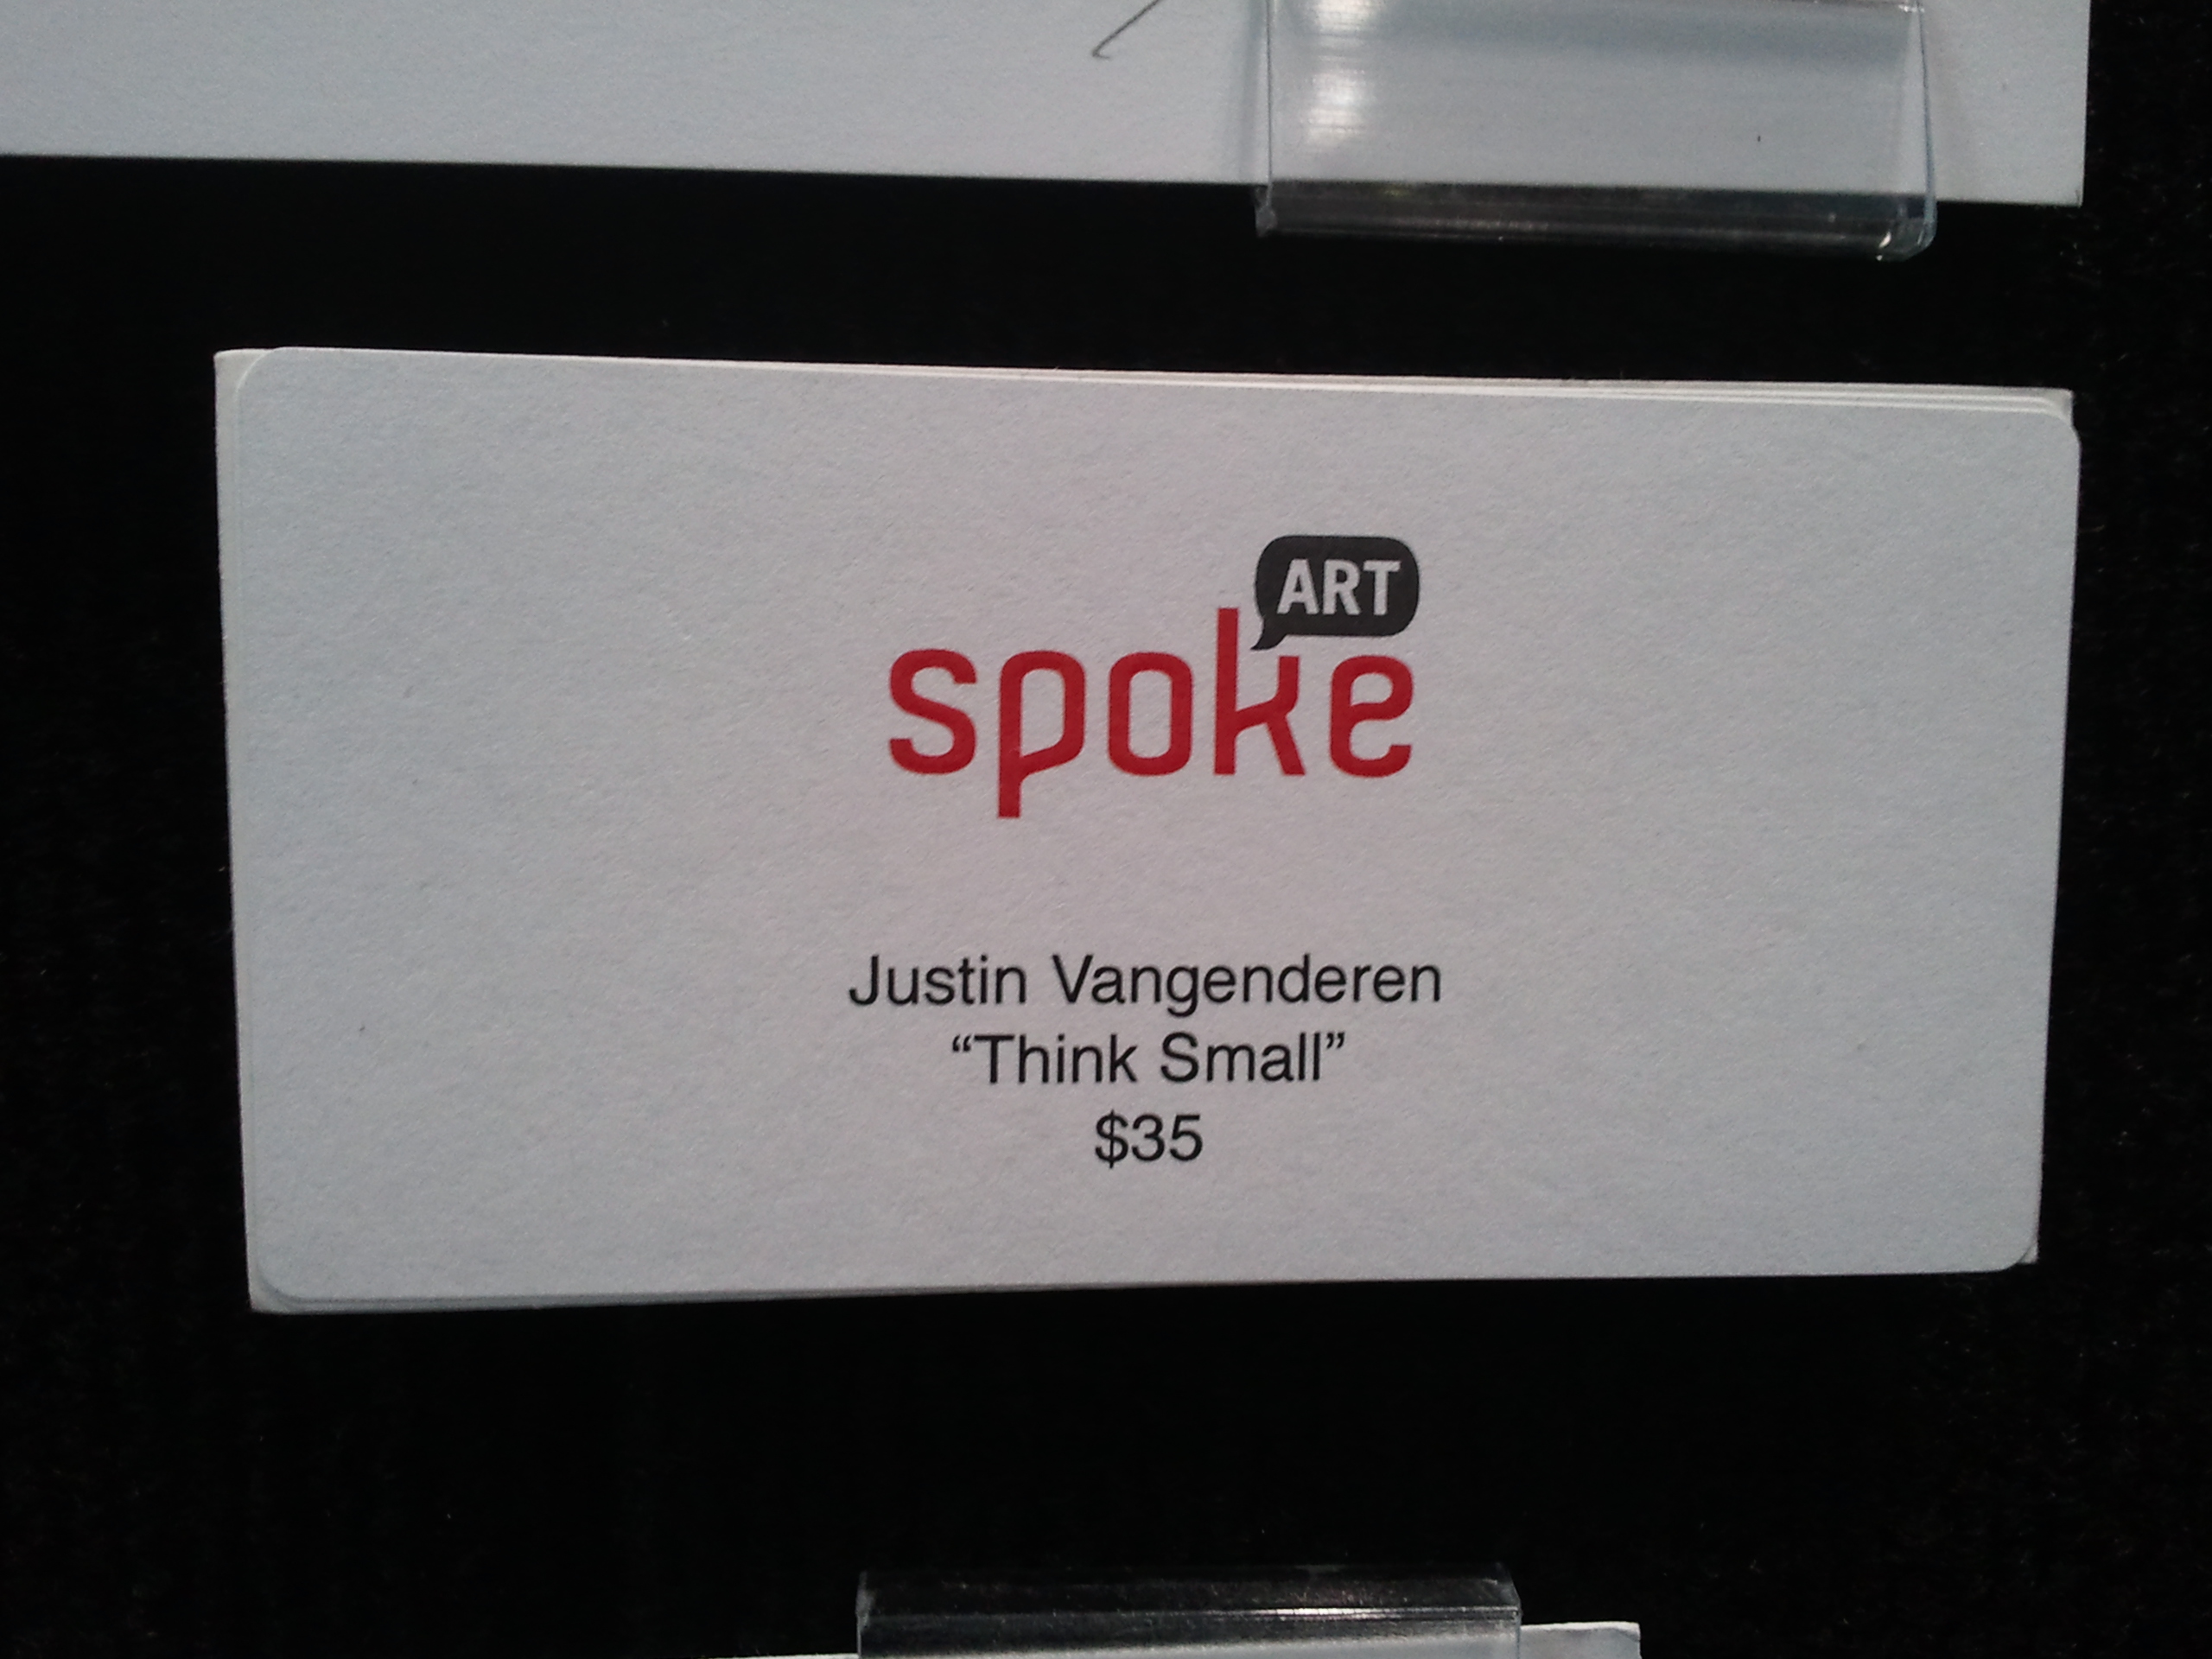 ART
spoke
Justin Vangenderen
“Think Small”
$35